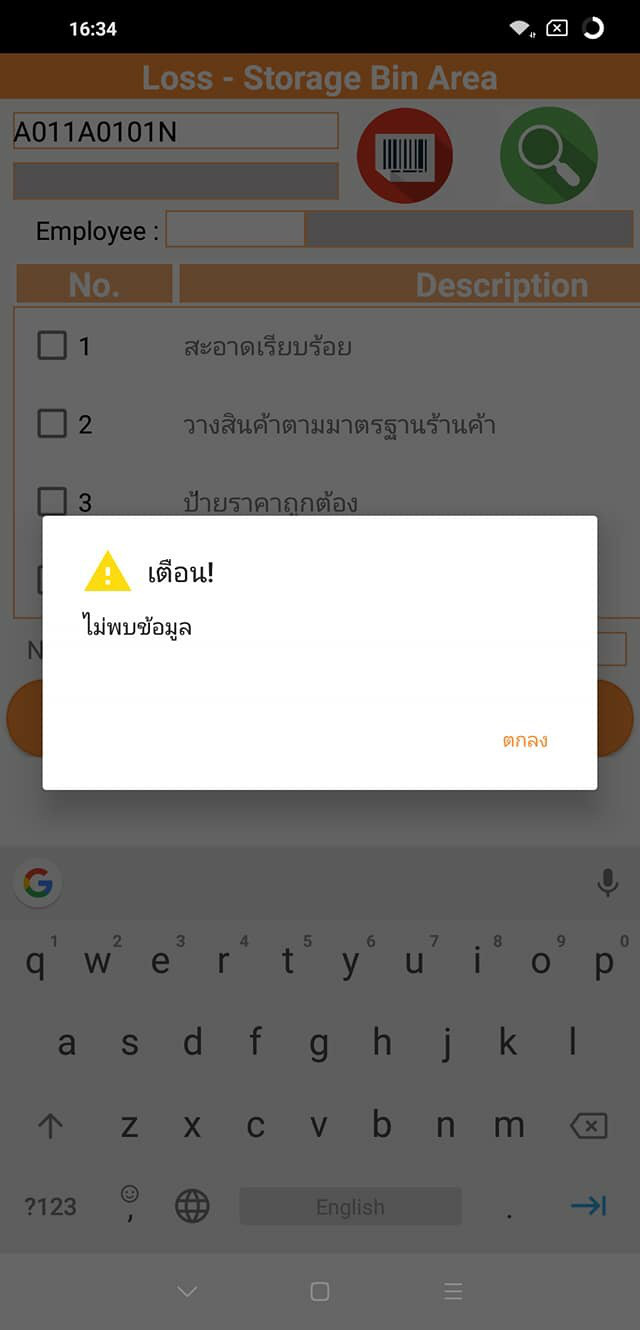 16:34
Loss - Storage Bin Area
A011A0101N
Employee :
No. Description
1 สะอาดเรียบร้อย
2 วางสินค้าตามมาตรฐานร้านค้า
3 ป้ายราคาถูกต้อง
เตือน!
ไม่พบข้อมูล
N
ตกลง
1 2 3 4 5 6 7 8 9 0
q w e r t y u i o p
a s d f g h j k l
z x c v b n m
?123 , English .